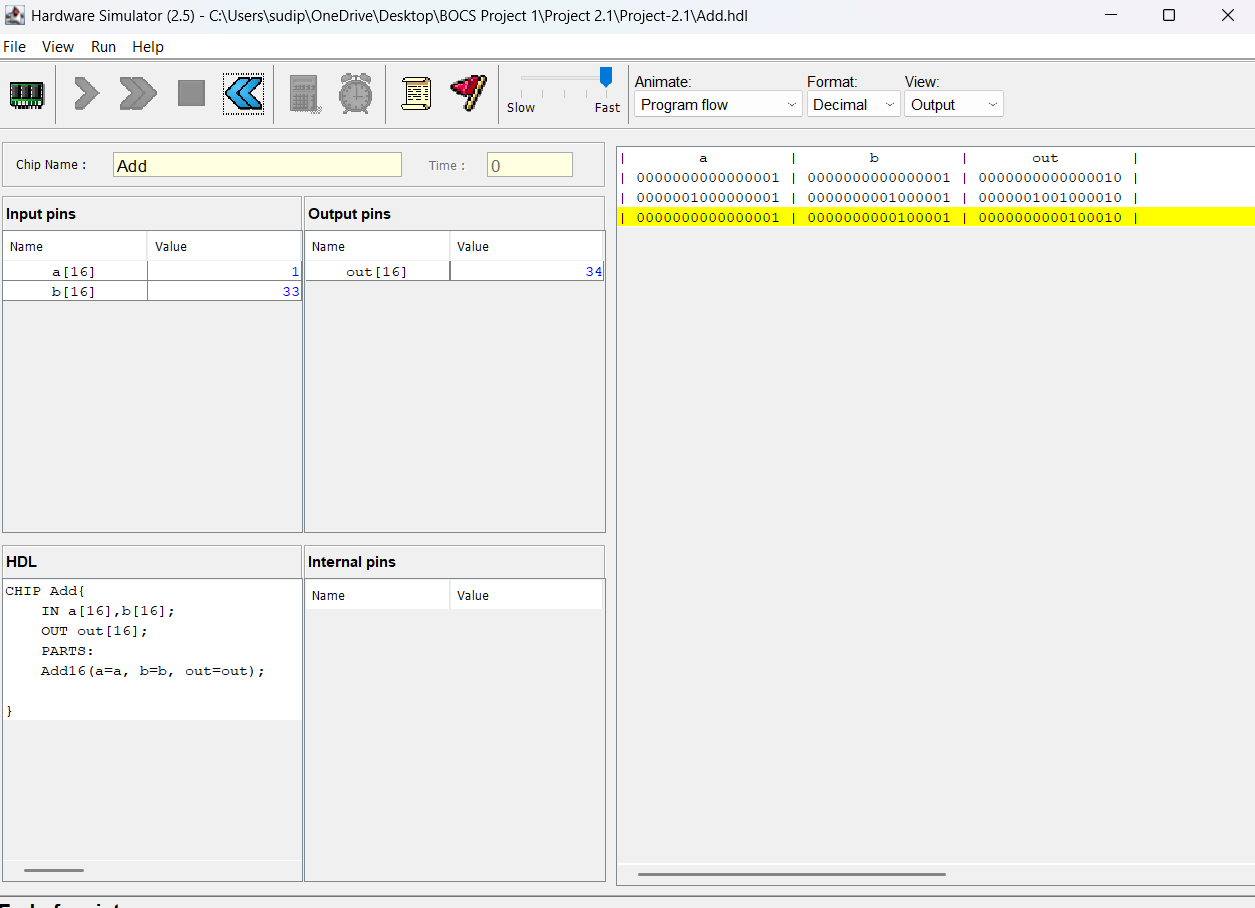 Hardware Simulator (2.5) - C:\Users\sudip\OneDrive\Desktop\BOCS Project 1\Project 2.1\Project-2.1\Add.hdl
File View Run Help
Slow Fast
Animate: Format: View:
Program flow Decimal Output
Chip Name : Add Time : 0
Input pins
Name Value
a[16] 1
b[16] 33
Output pins
Name Value
out[16] 34
HDL
CHIP Add{
IN a[16],b[16];
OUT out[16];
PARTS:
Add16(a=a, b=b, out=out);
}
Internal pins
Name Value
| a | b | out |
| 0000000000000001 | 0000000000000001 | 0000000000000010 |
| 0000001000000001 | 0000000001000001 | 0000001001000010 |
| 0000000000000001 | 0000000000100001 | 0000000000100010 |